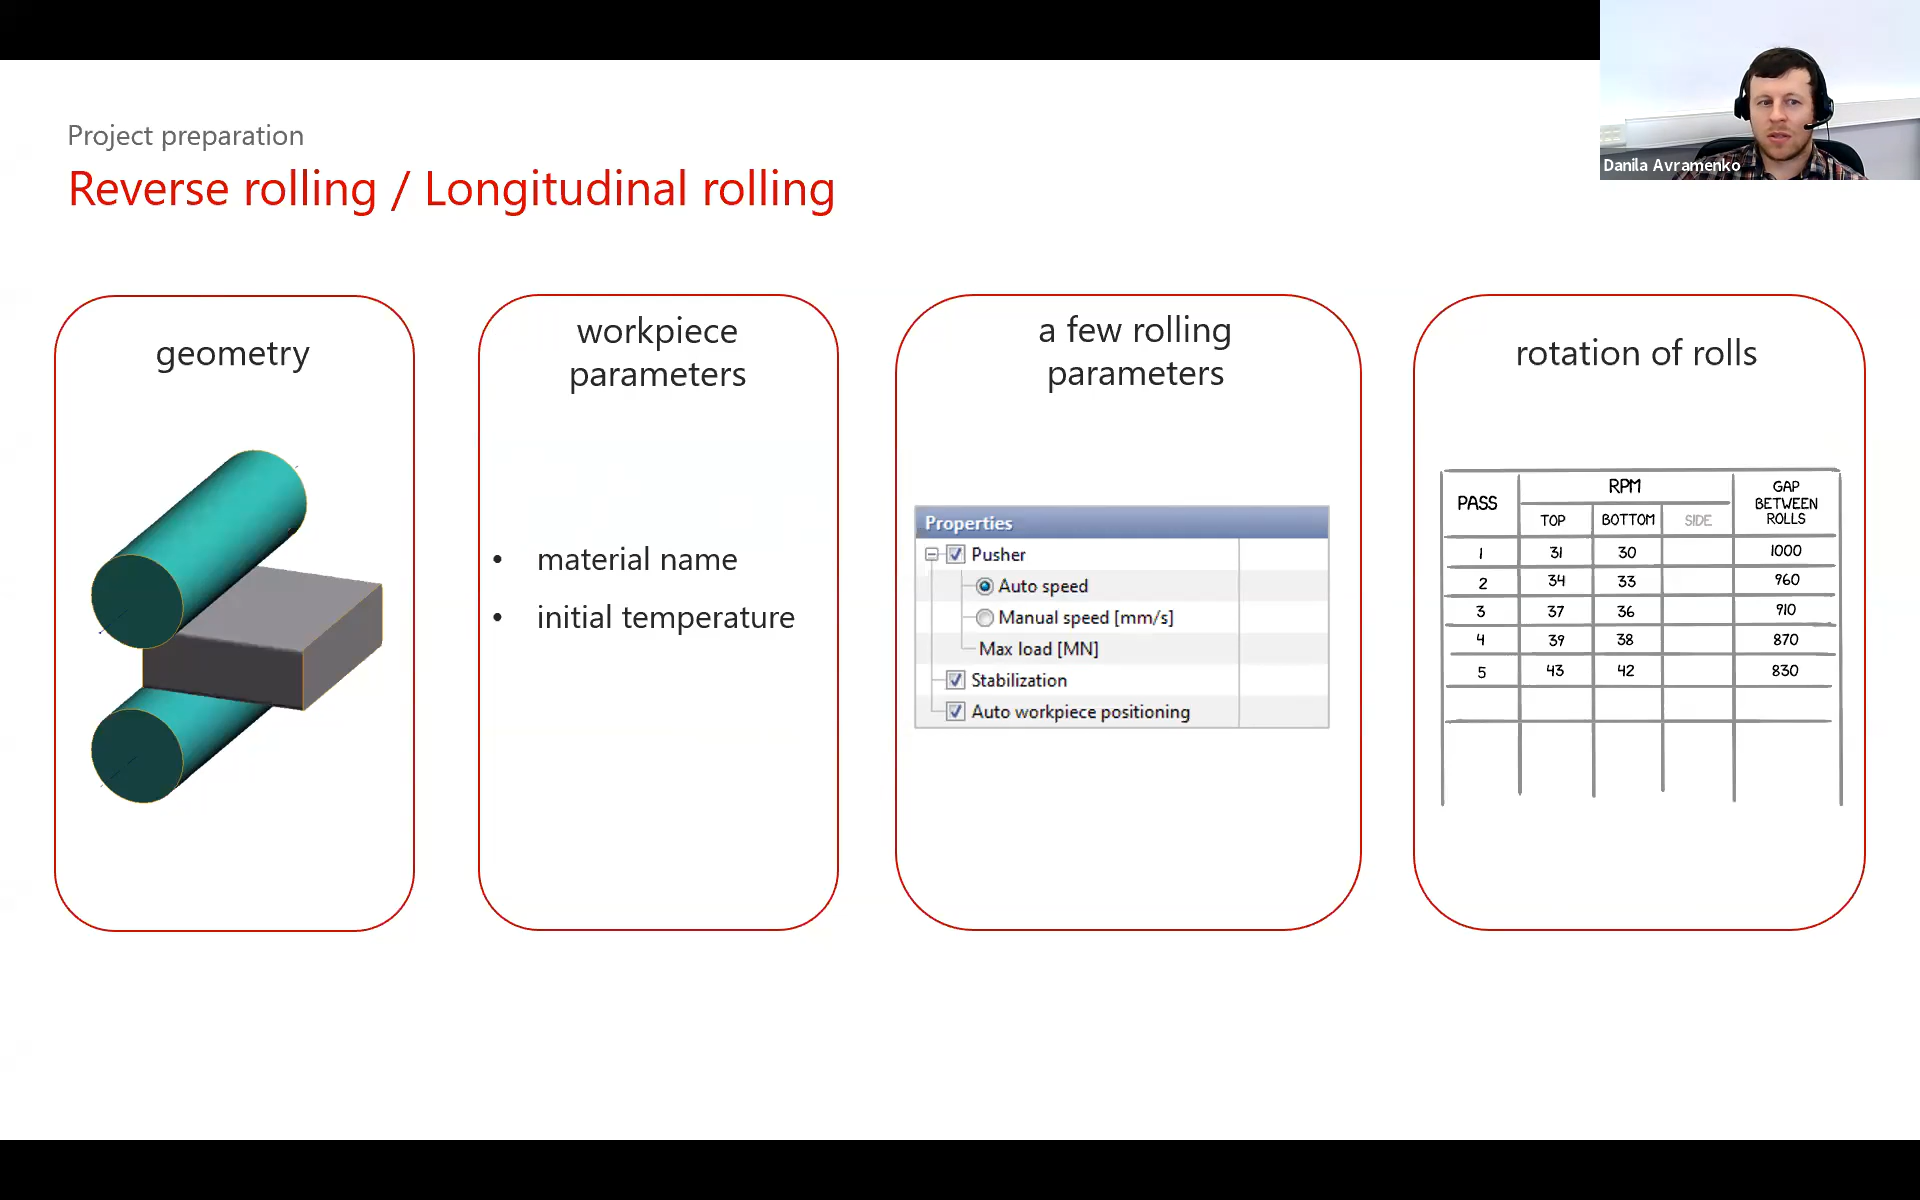 Project preparation
Reverse rolling / Longitudinal rolling
Danila Avramenko
geometry
workpiece
parameters
• material name
• initial temperature
a few rolling
parameters
Properties
Pusher
Auto speed
Manual speed [mm/s]
Max load [MN]
Stabilization
Auto workpiece positioning
rotation of rolls
PASS RPM GAP BETWEEN ROLLS
TOP BOTTOM SIDE
1 31 30 1000
2 34 33 960
3 37 36 910
4 39 38 870
5 43 42 830